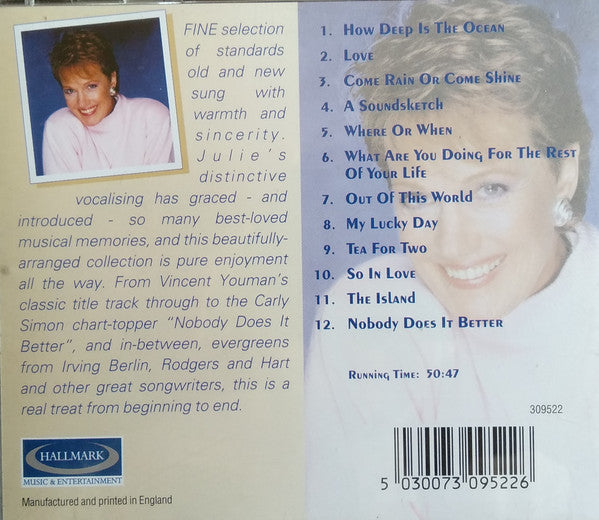 FINE selection
of standards
old and new
sung with
warmth and
sincerity.
Julie's
distinctive
vocalising has graced - and
introduced - so many best-loved
musical memories, and this beautifully-
arranged collection is pure enjoyment
all the way. From Vincent Youman's
classic title track through to the Carly
Simon chart-topper "Nobody Does It
Better", and in-between, evergreens
from Irving Berlin, Rodgers and Hart
and other great songwriters, this is a
real treat from beginning to end.
HALLMARK
MUSIC & ENTERTAINMENT
Manufactured and printed in England
1. How Deep Is The Ocean
2. Love
3. Come Rain Or Come Shine
4. A Soundsketch
5. Where Or When
6. What Are You Doing For The Rest
Of Your Life
7. Out Of This World
8. My Lucky Day
9. Tea For Two
10. So In Love
11. The Island
12. Nobody Does It Better
Running Time: 50:47
309522
5 030073 095226